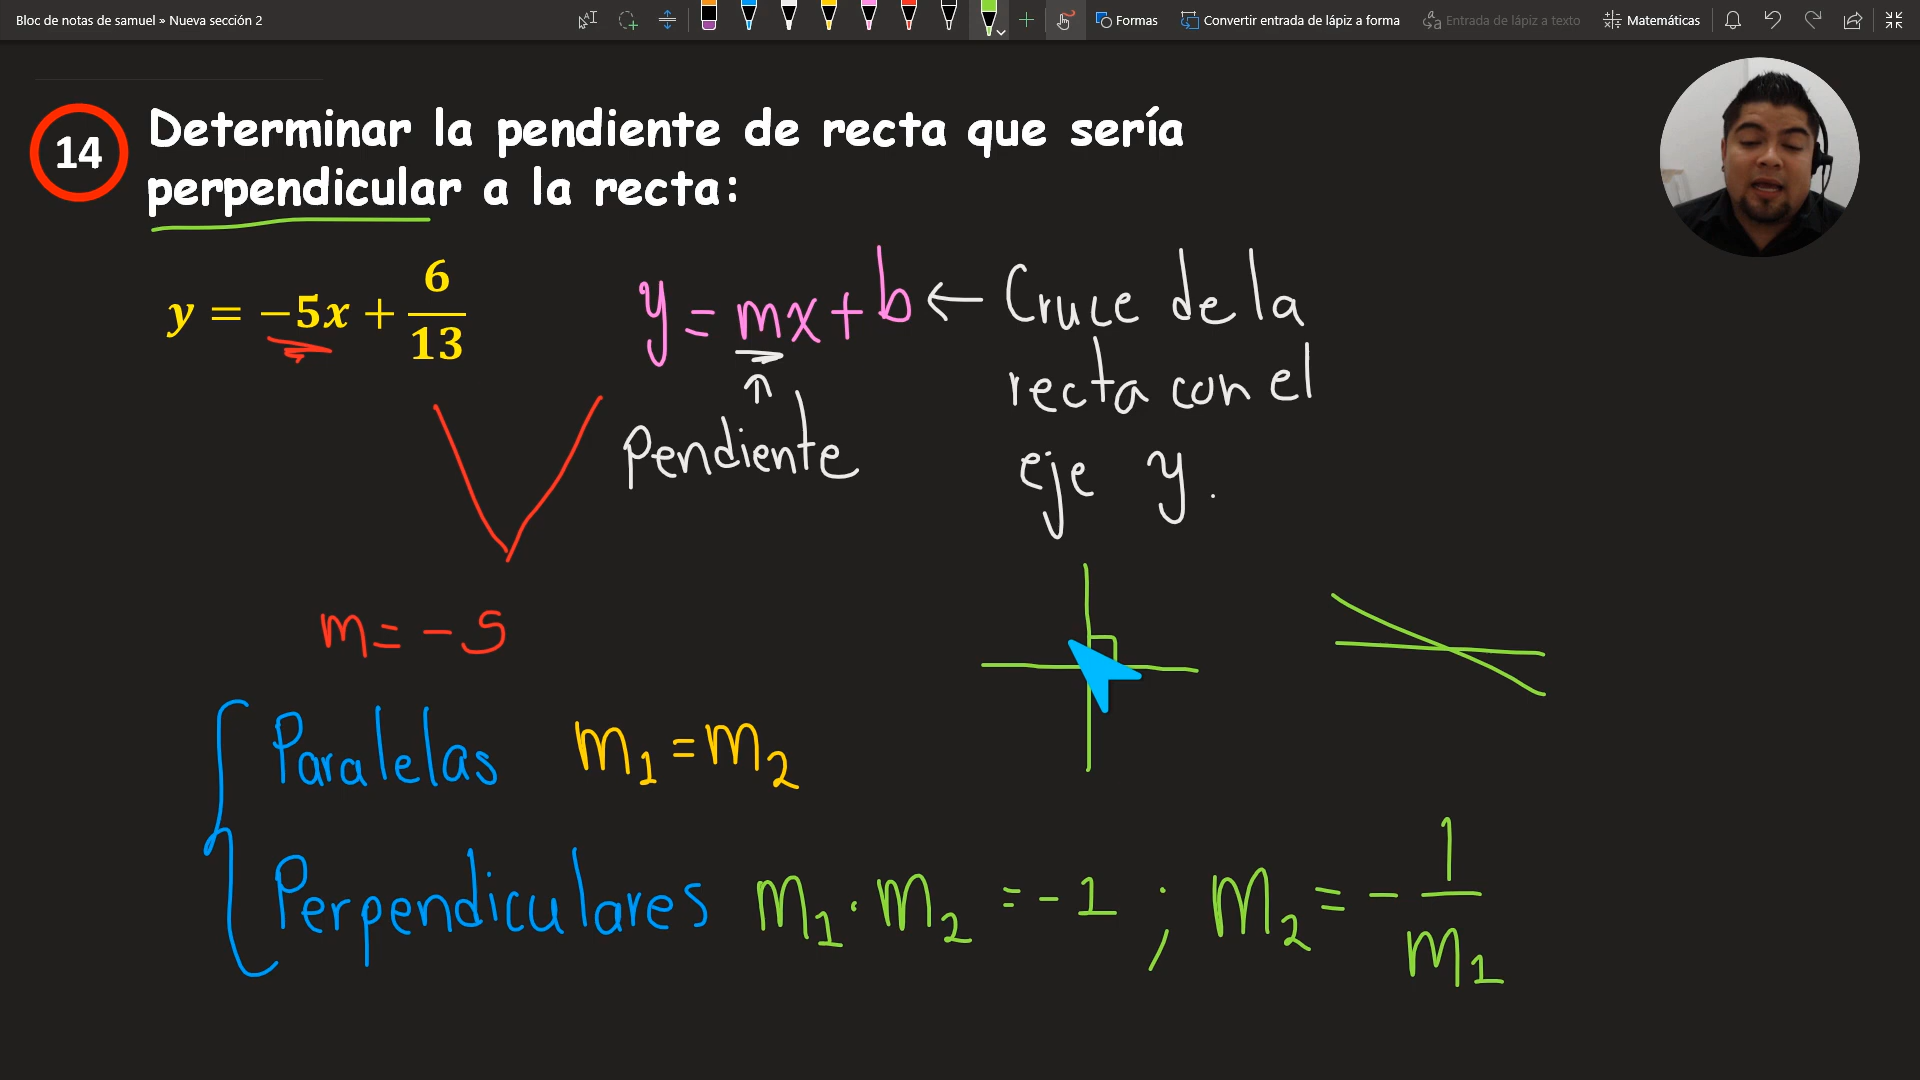 Bloc de notas de samuel » Nueva sección 2
Formas
Convertir entrada de lápiz a forma
Entrada de lápiz a texto
Matemáticas
14
Determinar la pendiente de recta que sería
perpendicular a la recta:
y = -5x + 6/13
y = mx + b ← Cruce de la
recta con el
eje y.
↑
Pendiente
m = -5
Paralelas m₁ = m₂
Perpendiculares m₁ · m₂ = -1 ; m₂ = - 1/m₁